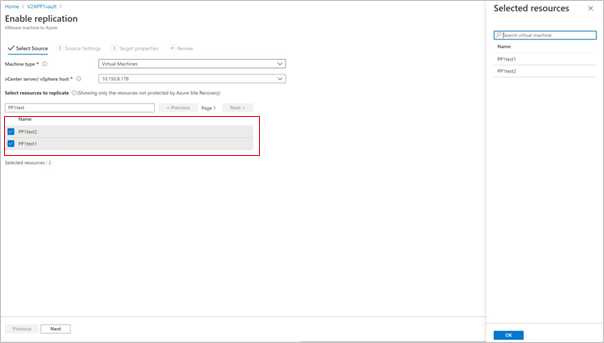 Home > V2APP1vault >
Enable replication
VMware machine to Azure
Select Source
Source Settings
Target properties
Review
Machine type *
Virtual Machines
vCenter server/ vSphere host *
10.150.8.178
Select resources to replicate (Showing only the resources not protected by Azure Site Recovery)
PP1test
< Previous
Page 1
Next >
Name
PP1test2
PP1test1
Selected resources : 2
Previous
Next
Selected resources
Search virtual machine
Name
PP1test1
PP1test2
OK